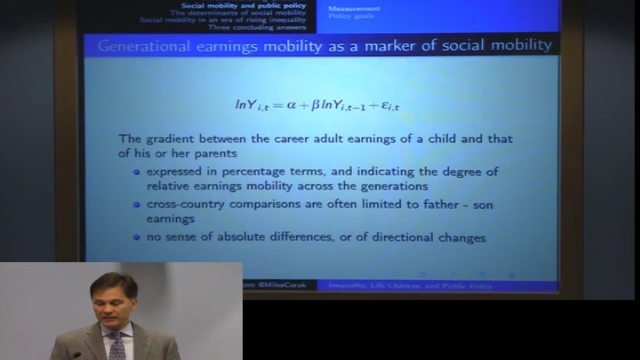 Social mobility and public policy
The determinants of social mobility
Social mobility in an era of rising inequality
Three concluding answers
Measurement
Policy goals
Generational earnings mobility as a marker of social mobility
lnY i,t = α + β lnY i,t−1 + ε i,t
The gradient between the career adult earnings of a child and that
of his or her parents
expressed in percentage terms, and indicating the degree of
relative earnings mobility across the generations
cross-country comparisons are often limited to father - son
earnings
no sense of absolute differences, or of directional changes
com @MilesCorak
Inequality, Life Chances, and Public Policy